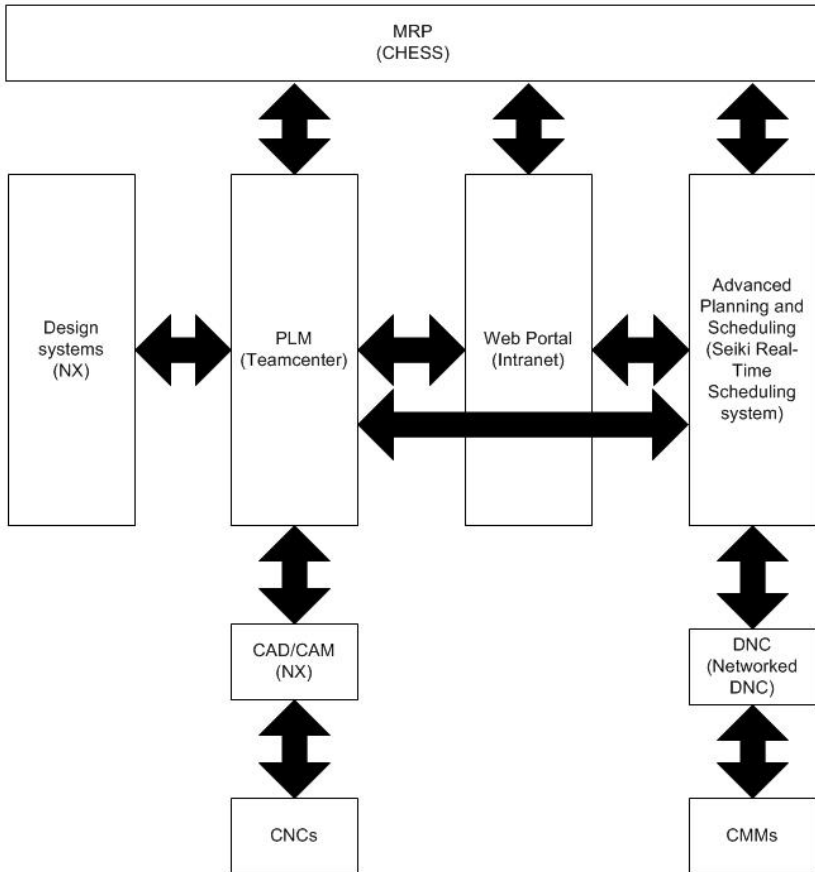 MRP
(CHESS)
Design
systems
(NX)
PLM
(Teamcenter)
Web Portal
(Intranet)
Advanced
Planning and
Scheduling
(Seiki Real-
Time
Scheduling
system)
CAD/CAM
(NX)
DNC
(Networked
DNC)
CNCs
CMMs